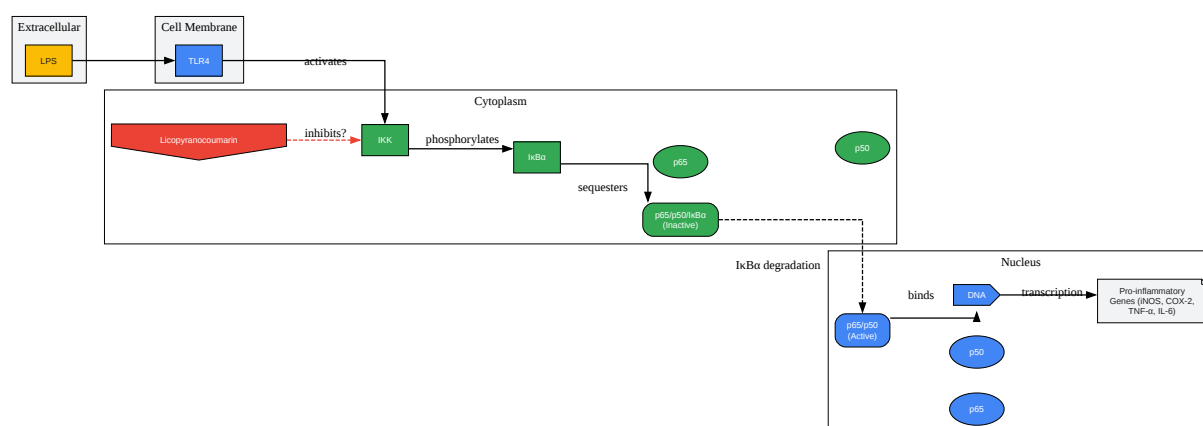 Extracellular
Cell Membrane
LPS
TLR4
activates
Cytoplasm
Licopyranocoumarin
inhibits?
IKK
phosphorylates
IκBα
p65
p50
sequesters
p65/p50/IκBα
(Inactive)
IκBα degradation
Nucleus
binds
DNA
transcription
Pro-inflammatory
Genes (iNOS, COX-2,
TNF-α, IL-6)
p65/p50
(Active)
p50
p65